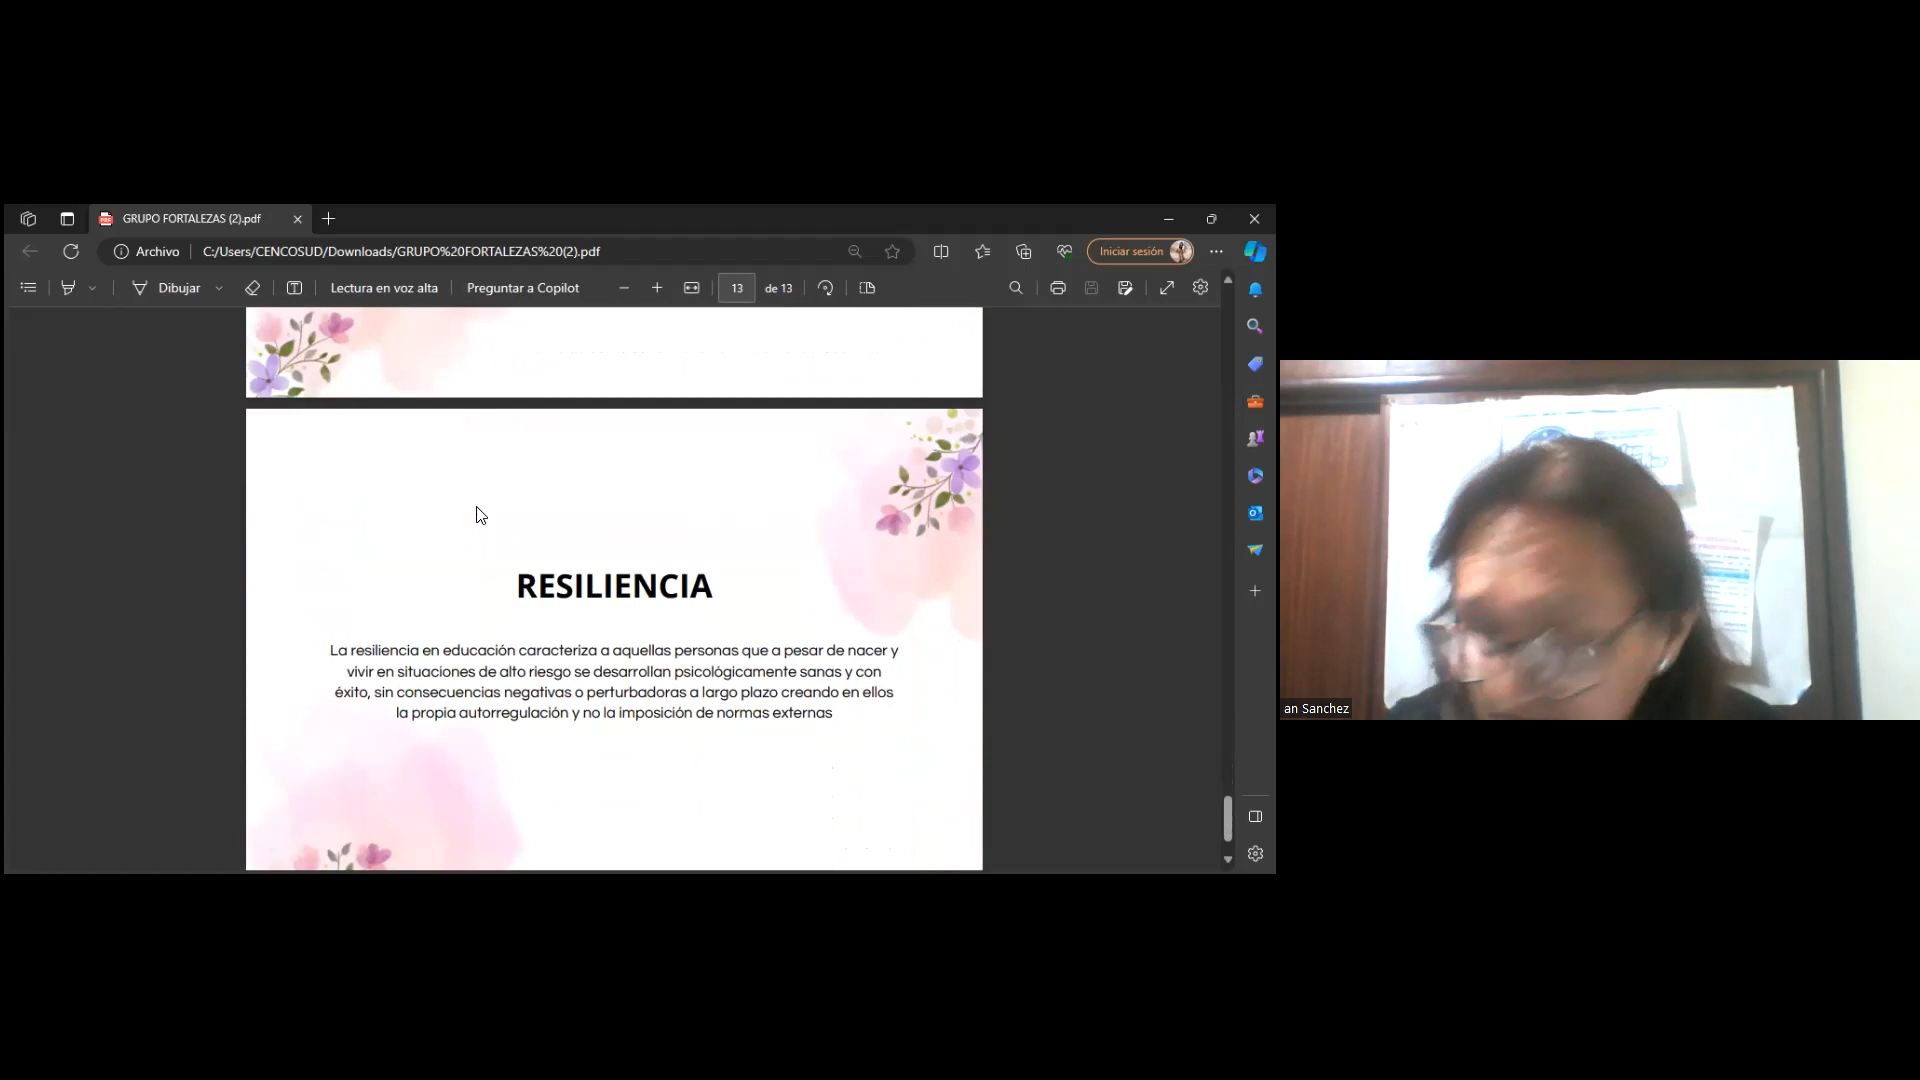 GRUPO FORTALEZAS (2).pdf
Archivo
C:/Users/CENCOSUD/Downloads/GRUPO%20FORTALEZAS%20(2).pdf
Iniciar sesión
Dibujar
Lectura en voz alta
Preguntar a Copilot
13
de 13
RESILIENCIA
La resiliencia en educación caracteriza a aquellas personas que a pesar de nacer y
vivir en situaciones de alto riesgo se desarrollan psicológicamente sanas y con
éxito, sin consecuencias negativas o perturbadoras a largo plazo creando en ellos
la propia autorregulación y no la imposición de normas externas
an Sanchez